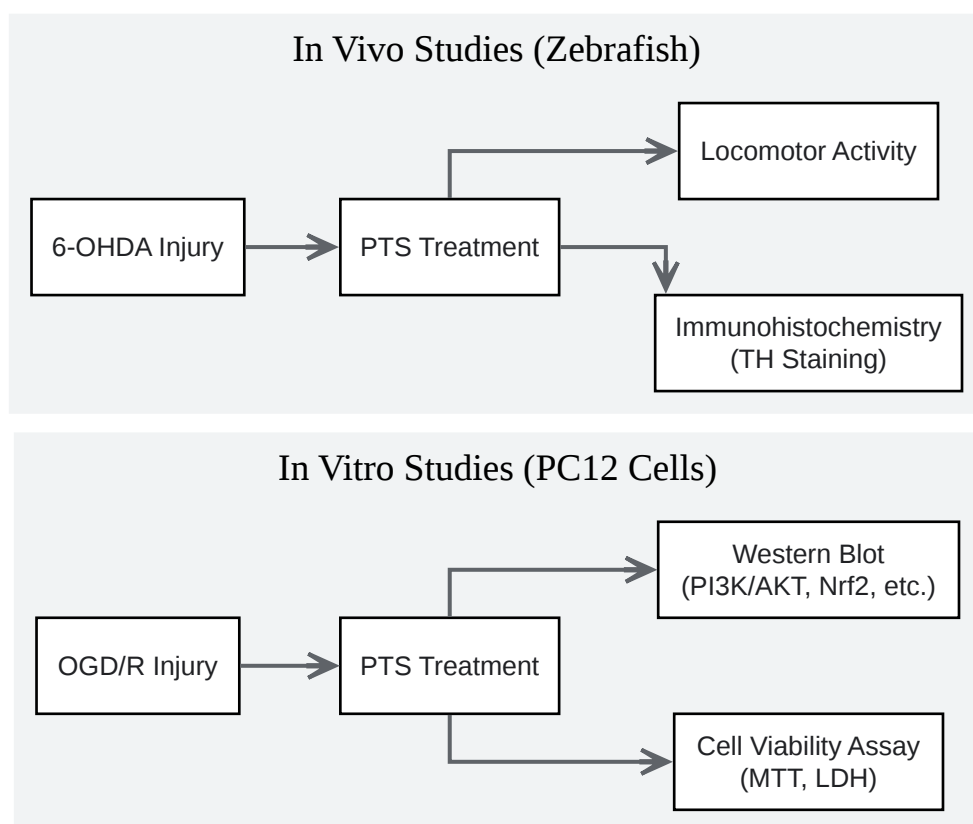 In Vivo Studies (Zebrafish)
Locomotor Activity
6-OHDA Injury
PTS Treatment
Immunohistochemistry
(TH Staining)
In Vitro Studies (PC12 Cells)
Western Blot
(PI3K/AKT, Nrf2, etc.)
OGD/R Injury
PTS Treatment
Cell Viability Assay
(MTT, LDH)